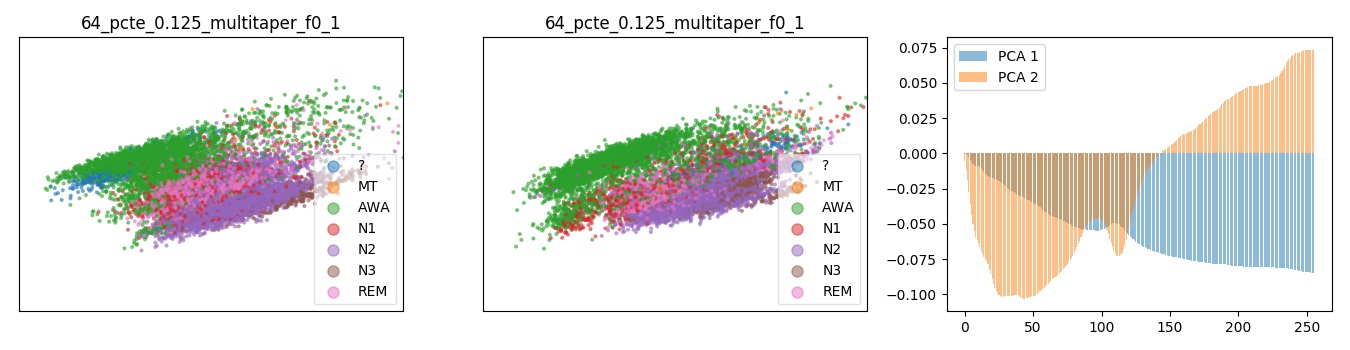 64_pcte_0.125_multitaper_f0_1
?
MT
AWA
N1
N2
N3
REM
64_pcte_0.125_multitaper_f0_1
?
MT
AWA
N1
N2
N3
REM
PCA 1
PCA 2
0.075
0.050
0.025
0.000
−0.025
−0.050
−0.075
−0.100
0 50 100 150 200 250